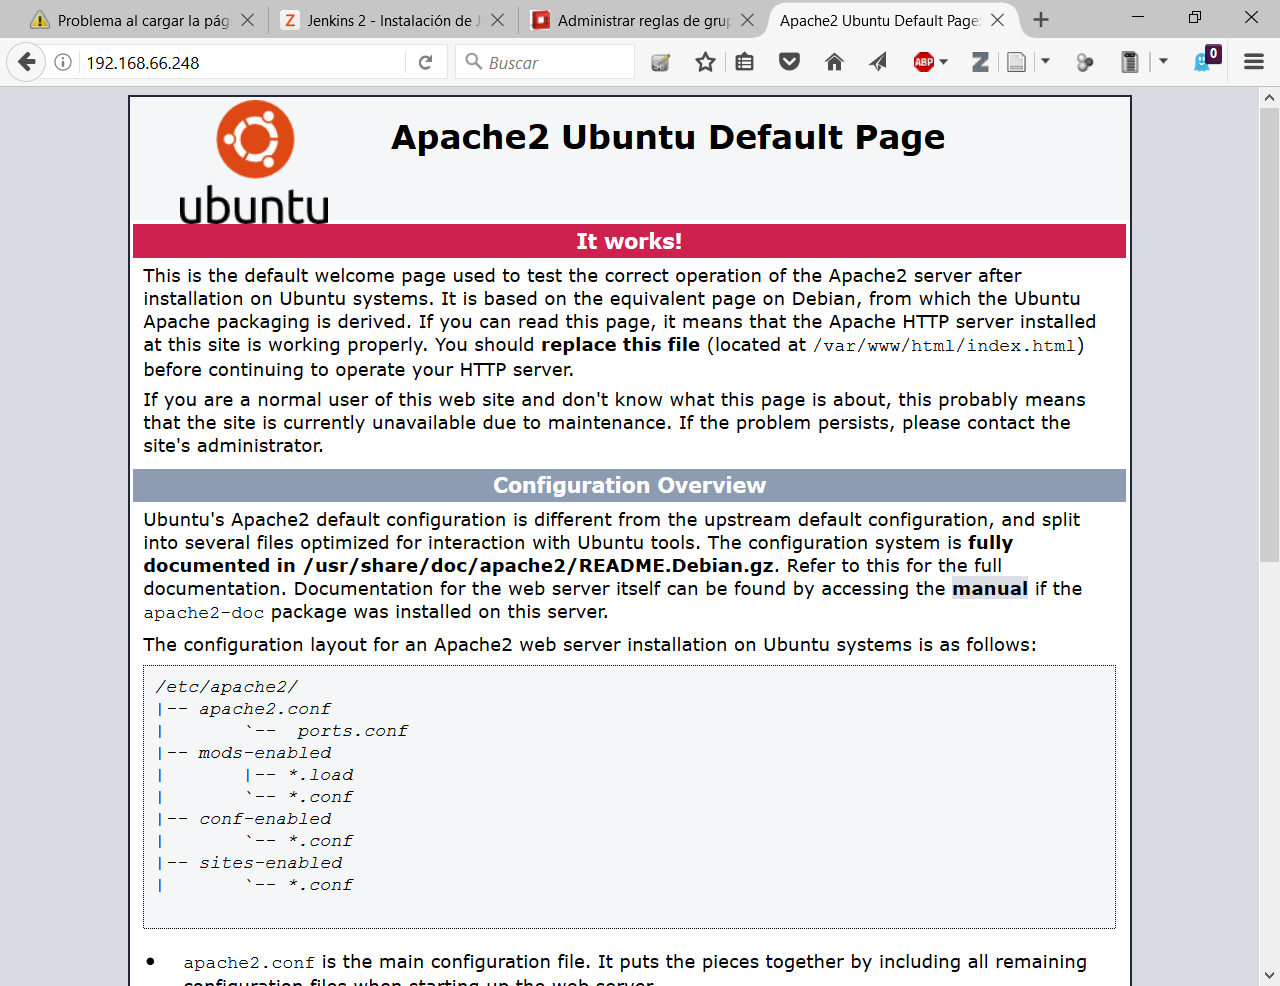 Problema al cargar la pág
Jenkins 2 - Instalación de J
Administrar reglas de grup
Apache2 Ubuntu Default Page:
192.168.66.248
Buscar
ABP
0
ubuntu
Apache2 Ubuntu Default Page
It works!
This is the default welcome page used to test the correct operation of the Apache2 server after
installation on Ubuntu systems. It is based on the equivalent page on Debian, from which the Ubuntu
Apache packaging is derived. If you can read this page, it means that the Apache HTTP server installed
at this site is working properly. You should replace this file (located at /var/www/html/index.html)
before continuing to operate your HTTP server.
If you are a normal user of this web site and don't know what this page is about, this probably means
that the site is currently unavailable due to maintenance. If the problem persists, please contact the
site's administrator.
Configuration Overview
Ubuntu's Apache2 default configuration is different from the upstream default configuration, and split
into several files optimized for interaction with Ubuntu tools. The configuration system is fully
documented in /usr/share/doc/apache2/README.Debian.gz. Refer to this for the full
documentation. Documentation for the web server itself can be found by accessing the manual if the
apache2-doc package was installed on this server.
The configuration layout for an Apache2 web server installation on Ubuntu systems is as follows:
/etc/apache2/
|-- apache2.conf
|       `--  ports.conf
|-- mods-enabled
|       |-- *.load
|       `-- *.conf
|-- conf-enabled
|       `-- *.conf
|-- sites-enabled
|       `-- *.conf
• apache2.conf is the main configuration file. It puts the pieces together by including all remaining
configuration files when starting up the web server.